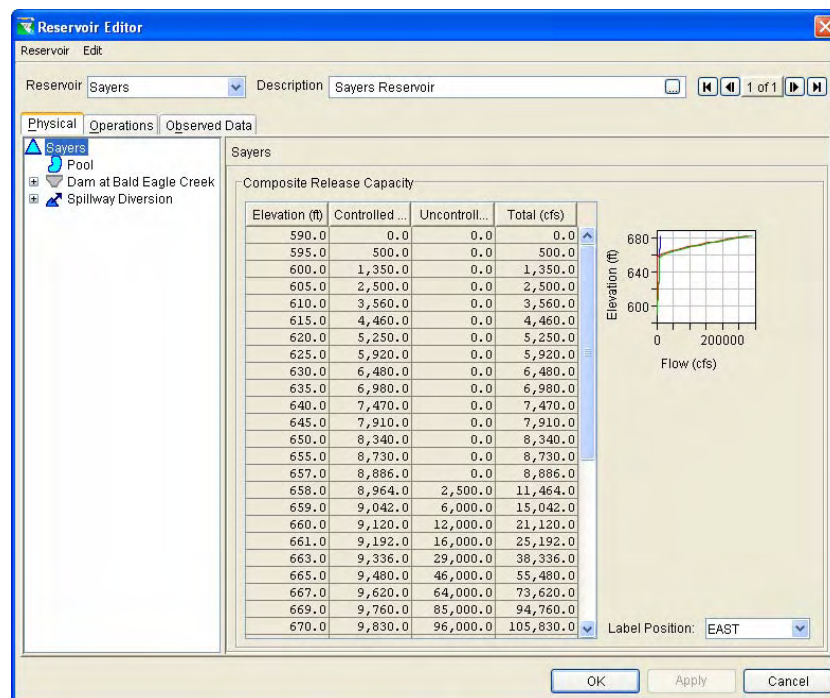 Reservoir Editor
Reservoir Edit
Reservoir Sayers Description Sayers Reservoir ... 1 of 1
Physical Operations Observed Data
Sayers
Pool
Dam at Bald Eagle Creek
Spillway Diversion
Sayers
Composite Release Capacity
Elevation (ft) Controlled ... Uncontroll... Total (cfs)
590.0 0.0 0.0 0.0
595.0 500.0 0.0 500.0
600.0 1,350.0 0.0 1,350.0
605.0 2,500.0 0.0 2,500.0
610.0 3,560.0 0.0 3,560.0
615.0 4,460.0 0.0 4,460.0
620.0 5,250.0 0.0 5,250.0
625.0 5,920.0 0.0 5,920.0
630.0 6,480.0 0.0 6,480.0
635.0 6,980.0 0.0 6,980.0
640.0 7,470.0 0.0 7,470.0
645.0 7,910.0 0.0 7,910.0
650.0 8,340.0 0.0 8,340.0
655.0 8,730.0 0.0 8,730.0
657.0 8,886.0 0.0 8,886.0
658.0 8,964.0 2,500.0 11,464.0
659.0 9,042.0 6,000.0 15,042.0
660.0 9,120.0 12,000.0 21,120.0
661.0 9,192.0 16,000.0 25,192.0
663.0 9,336.0 29,000.0 38,336.0
665.0 9,480.0 46,000.0 55,480.0
667.0 9,620.0 64,000.0 73,620.0
669.0 9,760.0 85,000.0 94,760.0
670.0 9,830.0 96,000.0 105,830.0
Elevation (ft)
680
640
600
0 200000
Flow (cfs)
Label Position: EAST
OK Apply Cancel